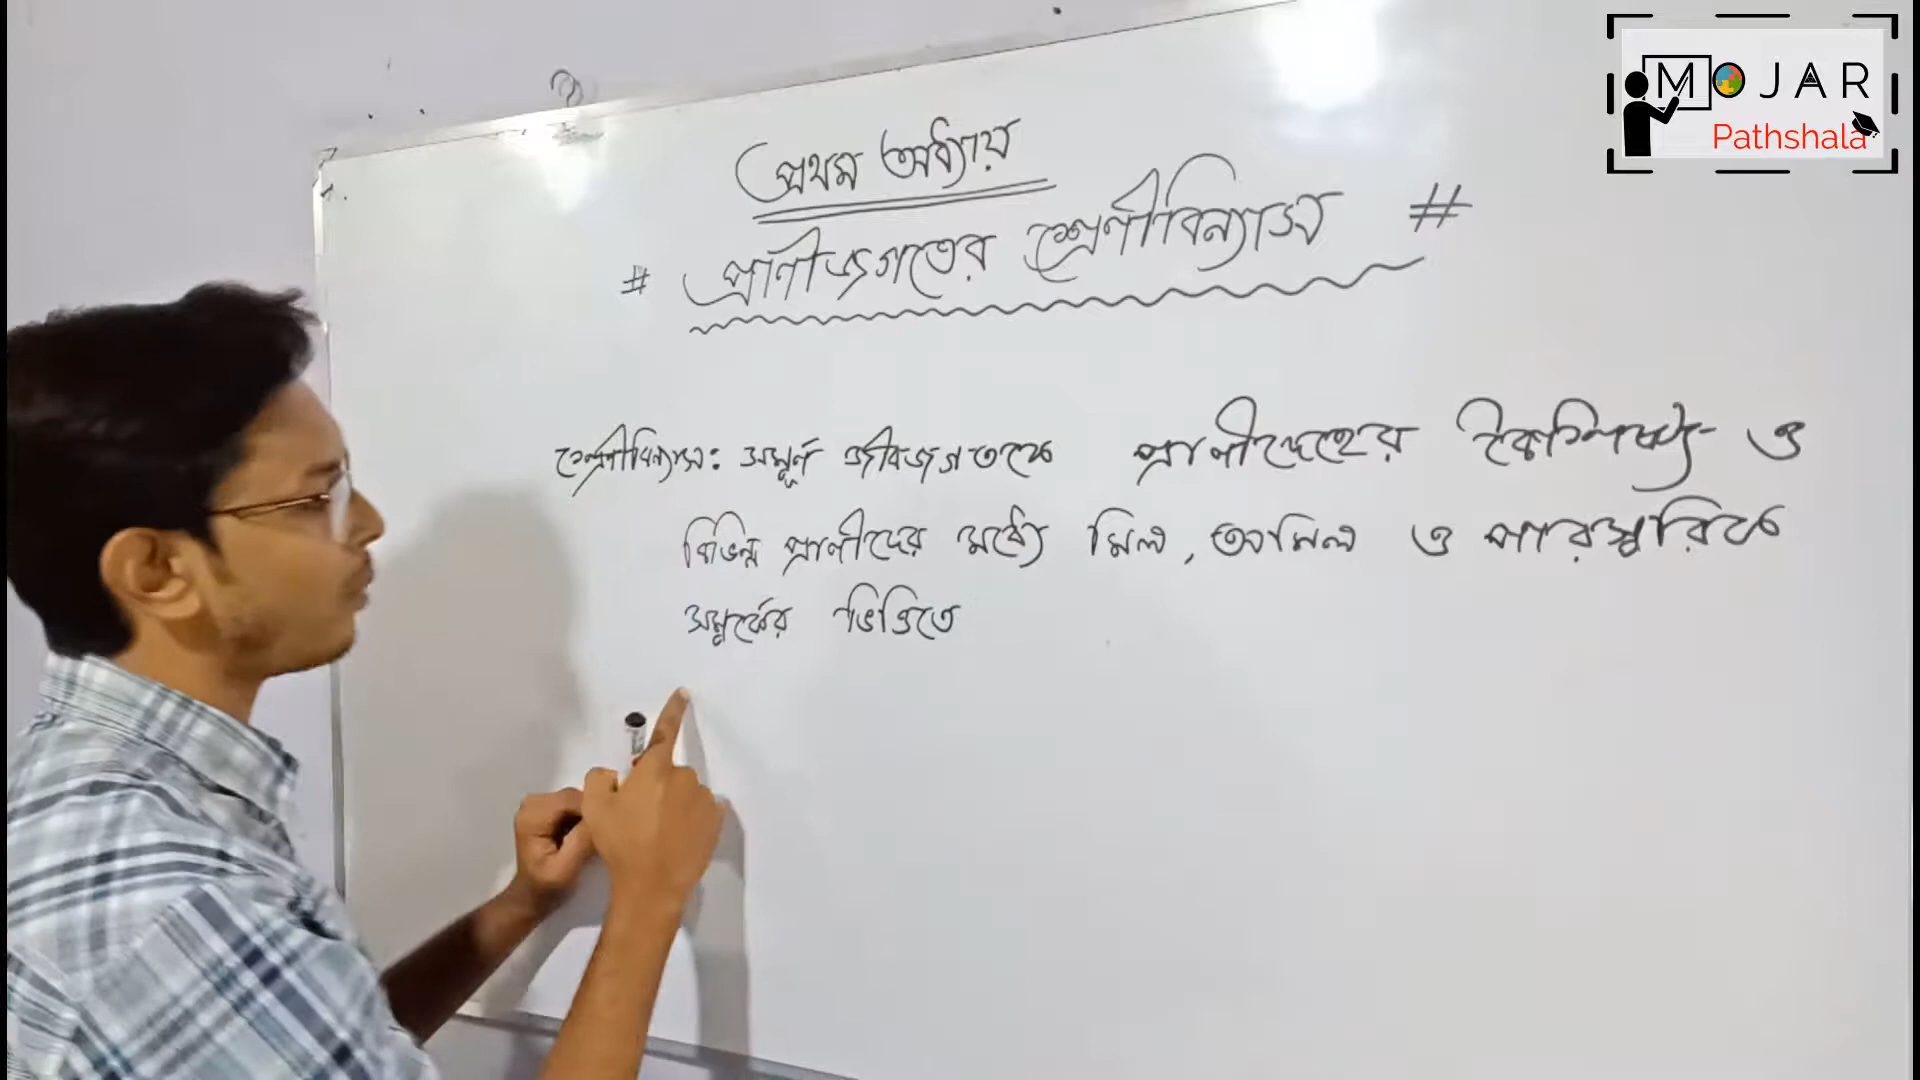 MOJAR
Pathshala
প্রথম অধ্যায়
# প্রাণীজগতের শ্রেণীবিন্যাস #
শ্রেণীবিন্যাস: সম্পূর্ণ জীবজগতকে প্রাণীদেহের বৈশিষ্ট্য ও
বিভিন্ন প্রাণীদের মধ্যে মিল, অমিল ও পারস্পরিক
সম্পর্কের ভিত্তিতে